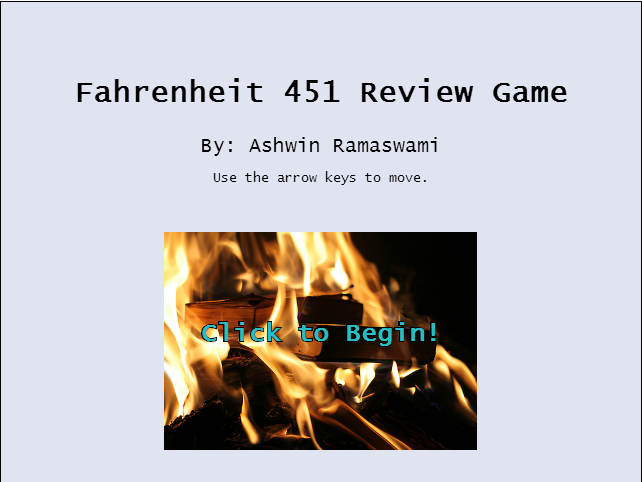 Fahrenheit 451 Review Game
By: Ashwin Ramaswami
Use the arrow keys to move.
Click to Begin!